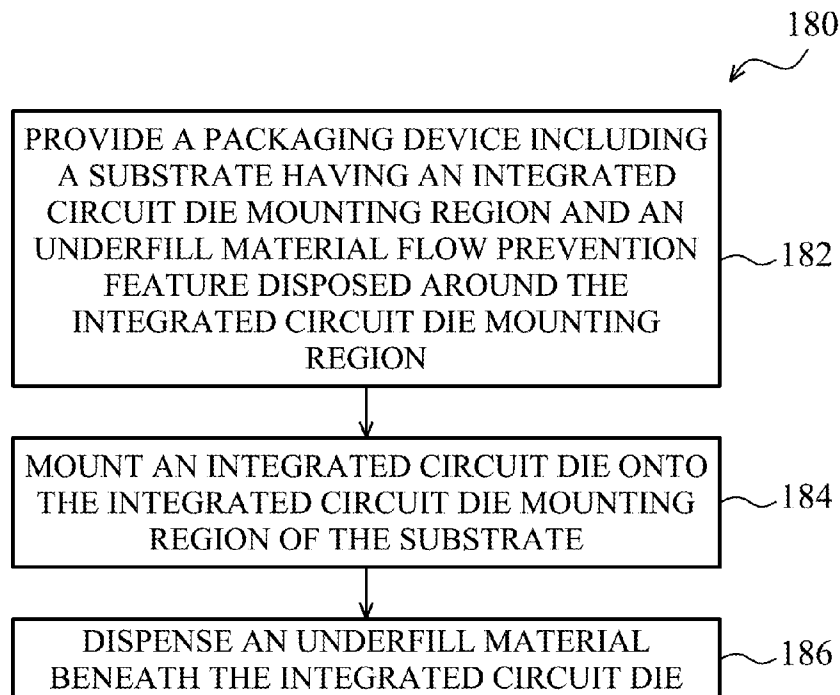 180
PROVIDE A PACKAGING DEVICE INCLUDING
A SUBSTRATE HAVING AN INTEGRATED
CIRCUIT DIE MOUNTING REGION AND AN
UNDERFILL MATERIAL FLOW PREVENTION
FEATURE DISPOSED AROUND THE
INTEGRATED CIRCUIT DIE MOUNTING
REGION
182
MOUNT AN INTEGRATED CIRCUIT DIE ONTO
THE INTEGRATED CIRCUIT DIE MOUNTING
REGION OF THE SUBSTRATE
184
DISPENSE AN UNDERFILL MATERIAL
BENEATH THE INTEGRATED CIRCUIT DIE
186